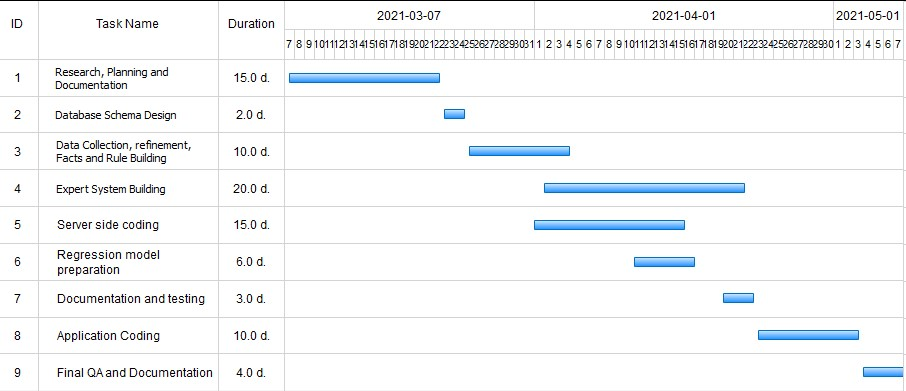 ID Task Name Duration 2021-03-07 2021-04-01 2021-05-01
7 8 9 10 11 12 13 14 15 16 17 18 19 20 21 22 23 24 25 26 27 28 29 30 31 1 2 3 4 5 6 7 8 9 10 11 12 13 14 15 16 17 18 19 20 21 22 23 24 25 26 27 28 29 30 1 2 3 4 5 6 7
1 Research, Planning and
Documentation 15.0 d.
2 Database Schema Design 2.0 d.
3 Data Collection, refinement,
Facts and Rule Building 10.0 d.
4 Expert System Building 20.0 d.
5 Server side coding 15.0 d.
6 Regression model
preparation 6.0 d.
7 Documentation and testing 3.0 d.
8 Application Coding 10.0 d.
9 Final QA and Documentation 4.0 d.